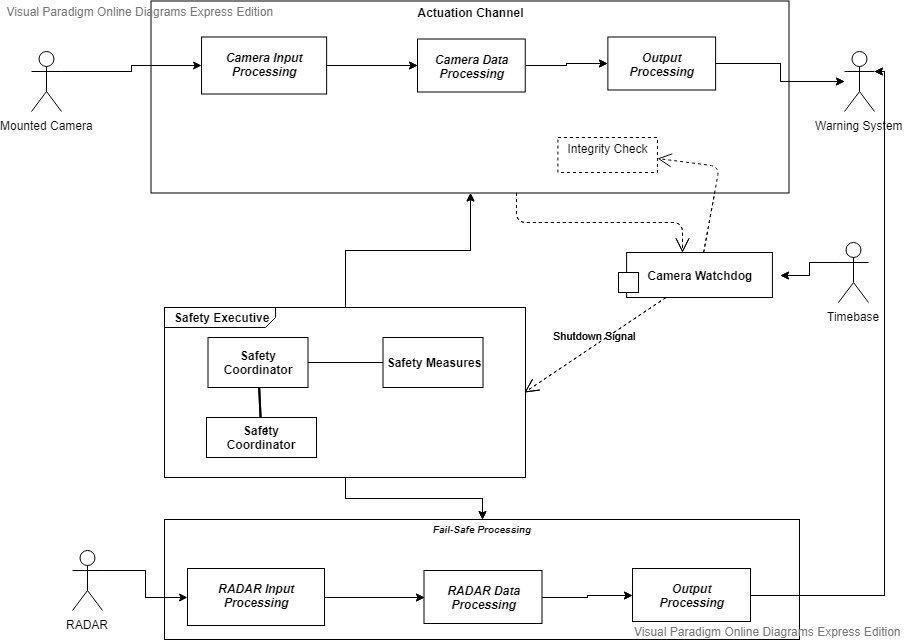 Visual Paradigm Online Diagrams Express Edition
Actuation Channel
Camera Input
Processing
Camera Data
Processing
Output
Processing
Mounted Camera
Warning System
Integrity Check
Camera Watchdog
Timebase
Shutdown Signal
Safety Executive
Safety
Coordinator
Safety Measures
Safety
Coordinator
Fail-Safe Processing
RADAR Input
Processing
RADAR Data
Processing
Output
Processing
RADAR
Visual Paradigm Online Diagrams Express Edition